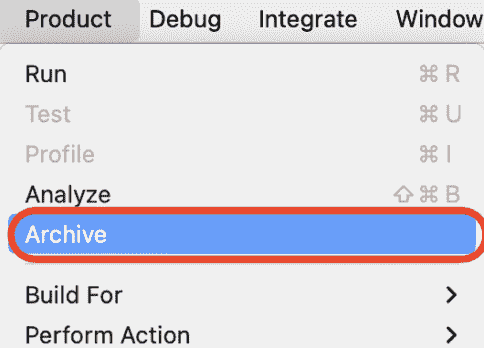 Product Debug Integrate Window
Run ⌘ R
Test ⌘ U
Profile ⌘ I
Analyze ⇧ ⌘ B
Archive
Build For
Perform Action